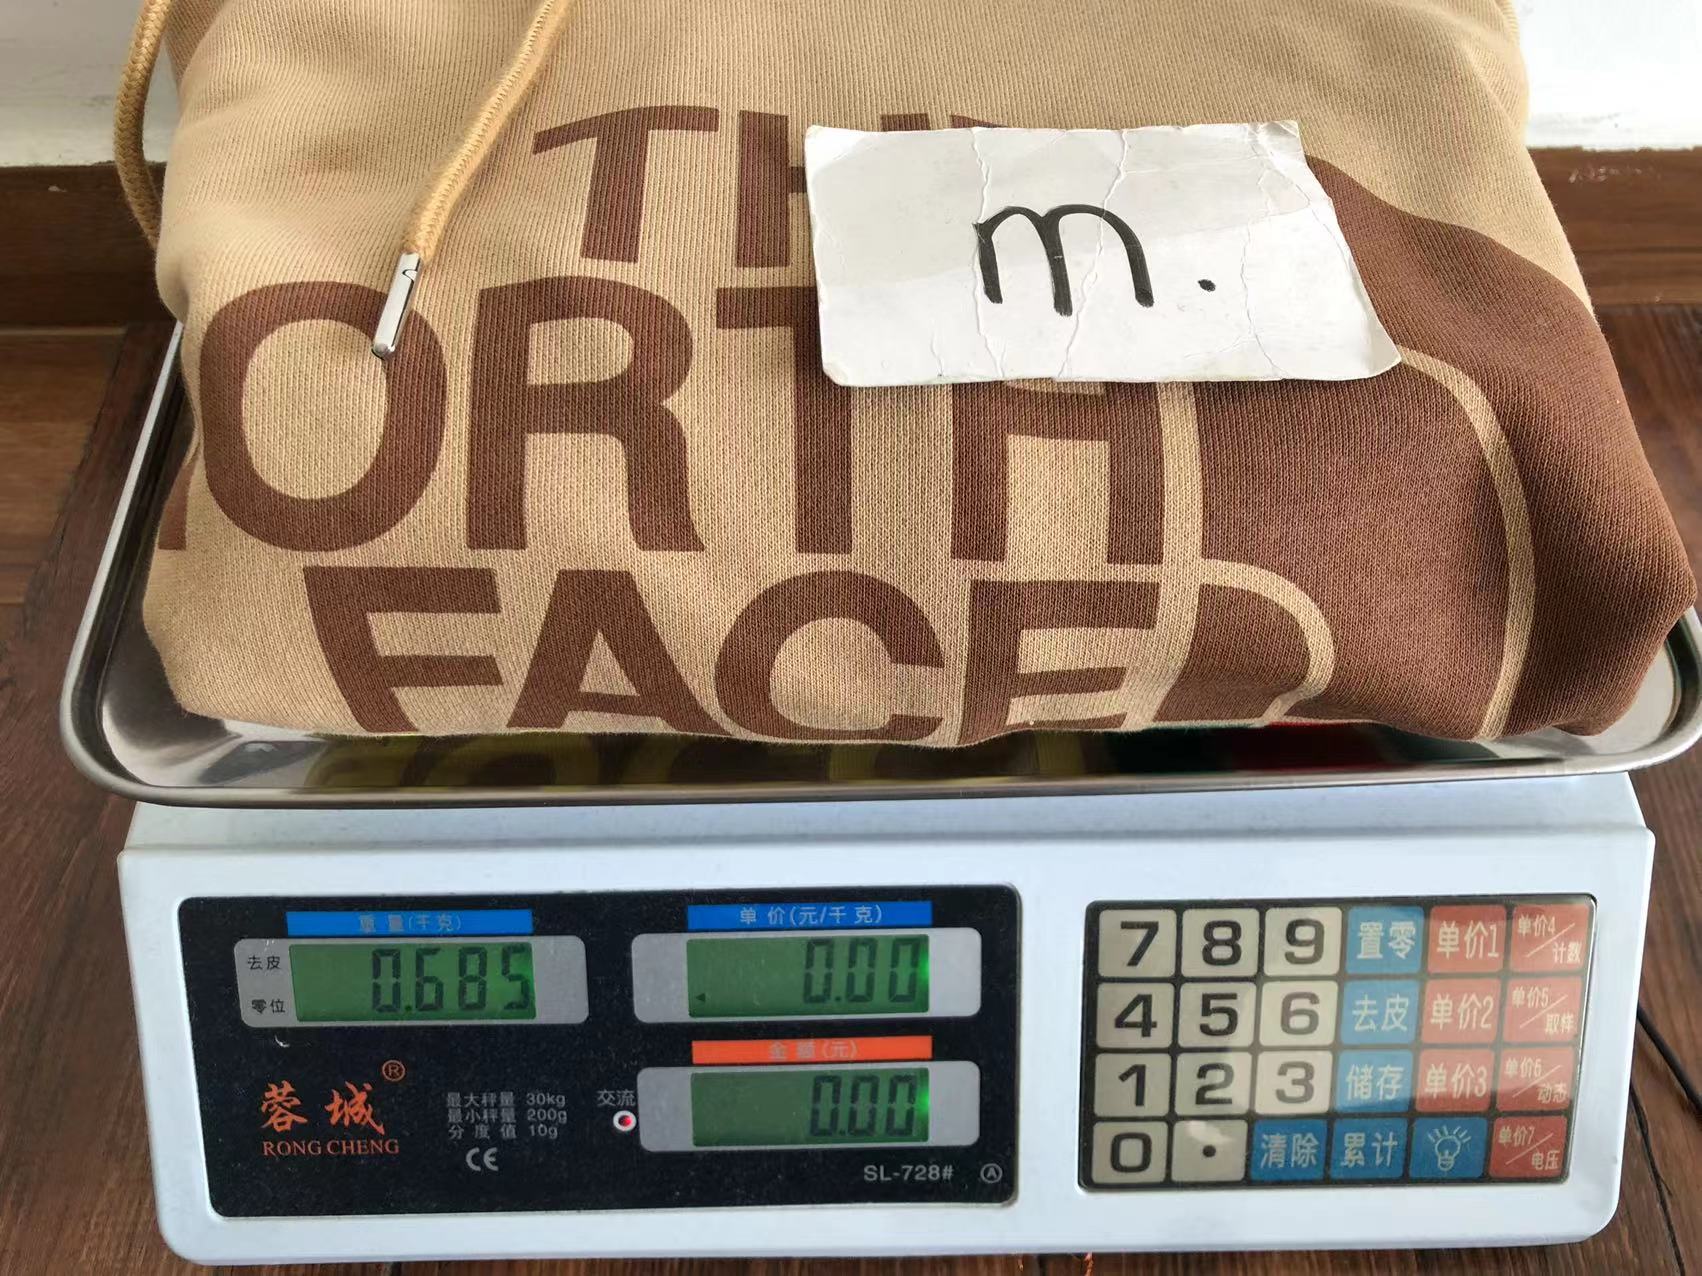 TH
m.
ORTH
FACE
重量(千克)
单价(元/千克)
去皮
零位
0.685
0.00
金额(元)
0.00
蓉城®
RONG CHENG
最大秤量 30kg
最小秤量 200g
分度值 10g
CE
交流
SL-728#
A
7 8 9 置零 单价1 单价4/计数
4 5 6 去皮 单价2 单价5/取样
1 2 3 储存 单价3 单价6/动态
0 . 清除 累计 单价7/电压